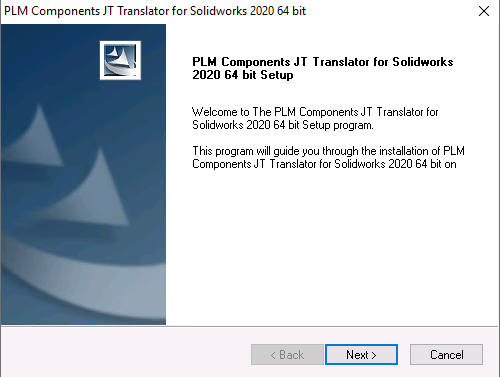 PLM Components JT Translator for Solidworks 2020 64 bit
PLM Components JT Translator for Solidworks
2020 64 bit Setup
Welcome to The PLM Components JT Translator for
Solidworks 2020 64 bit Setup program.
This program will guide you through the installation of PLM
Components JT Translator for Solidworks 2020 64 bit on
< Back
Next >
Cancel